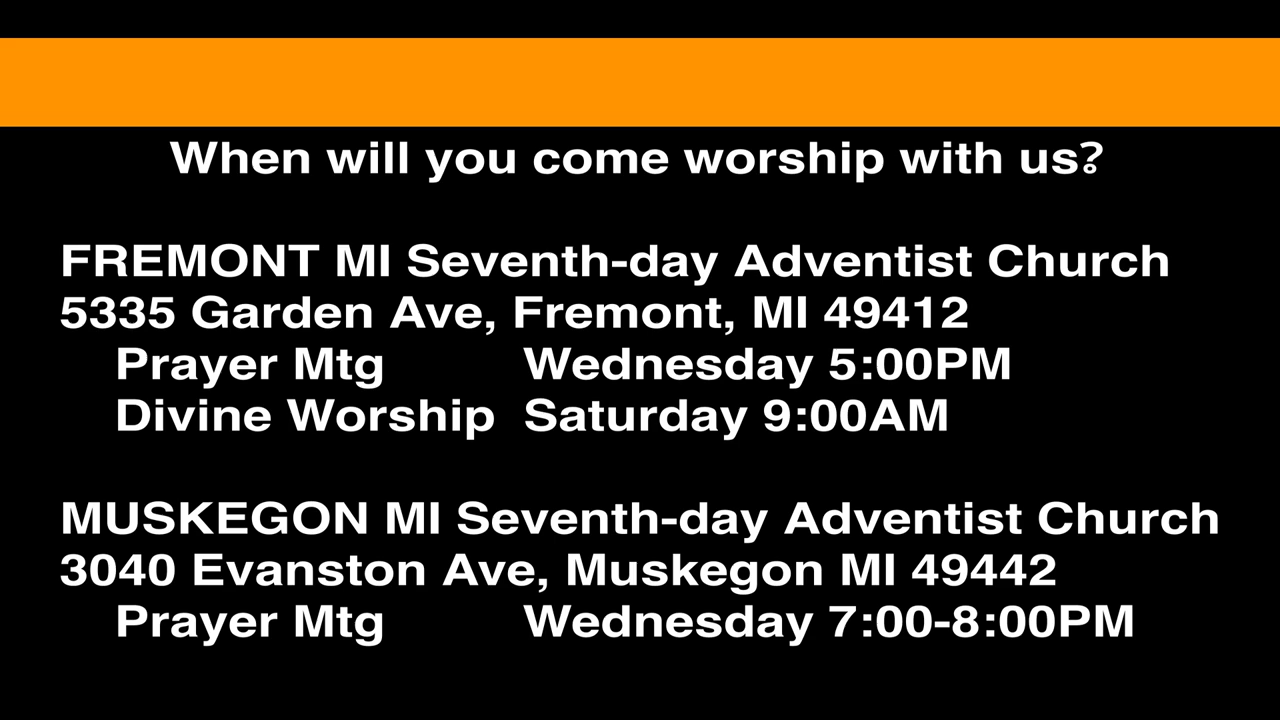 When will you come worship with us?
FREMONT MI Seventh-day Adventist Church
5335 Garden Ave, Fremont, MI 49412
Prayer Mtg Wednesday 5:00PM
Divine Worship Saturday 9:00AM
MUSKEGON MI Seventh-day Adventist Church
3040 Evanston Ave, Muskegon MI 49442
Prayer Mtg Wednesday 7:00-8:00PM